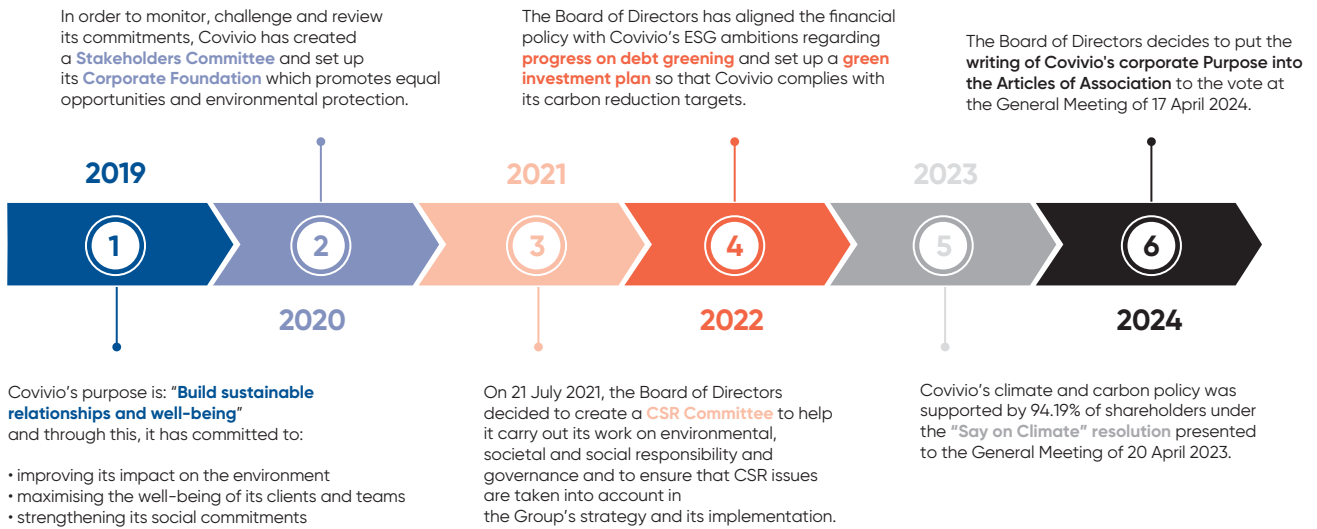 In order to monitor, challenge and review
its commitments, Covivio has created
a Stakeholders Committee and set up
its Corporate Foundation which promotes equal
opportunities and environmental protection.
The Board of Directors has aligned the financial
policy with Covivio’s ESG ambitions regarding
progress on debt greening and set up a green
investment plan so that Covivio complies with
its carbon reduction targets.
The Board of Directors decides to put the
writing of Covivio's corporate Purpose into
the Articles of Association to the vote at
the General Meeting of 17 April 2024.
2019
2021
2023
1
2
3
4
5
6
2020
2022
2024
Covivio’s purpose is: “Build sustainable
relationships and well-being”
and through this, it has committed to:
• improving its impact on the environment
• maximising the well-being of its clients and teams
• strengthening its social commitments
On 21 July 2021, the Board of Directors
decided to create a CSR Committee to help
it carry out its work on environmental,
societal and social responsibility and
governance and to ensure that CSR issues
are taken into account in
the Group’s strategy and its implementation.
Covivio’s climate and carbon policy was
supported by 94.19% of shareholders under
the “Say on Climate” resolution presented
to the General Meeting of 20 April 2023.